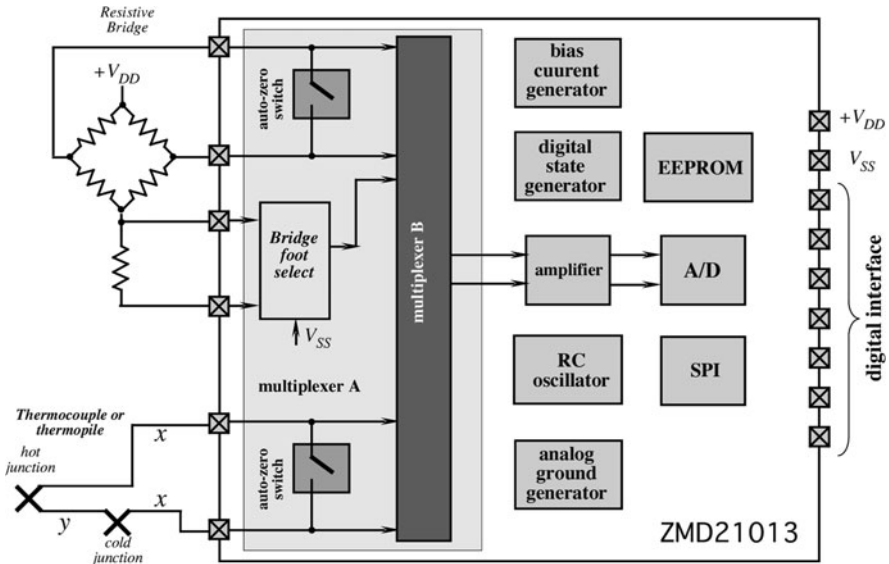 Resistive
Bridge
+V_DD
auto-zero
switch
Bridge
foot
select
V_SS
multiplexer A
multiplexer B
Thermocouple or
thermopile
hot
junction
x
y
x
cold
junction
auto-zero
switch
bias
cuurent
generator
digital
state
generator
EEPROM
amplifier
A/D
RC
oscillator
SPI
analog
ground
generator
ZMD21013
+V_DD
V_SS
digital interface